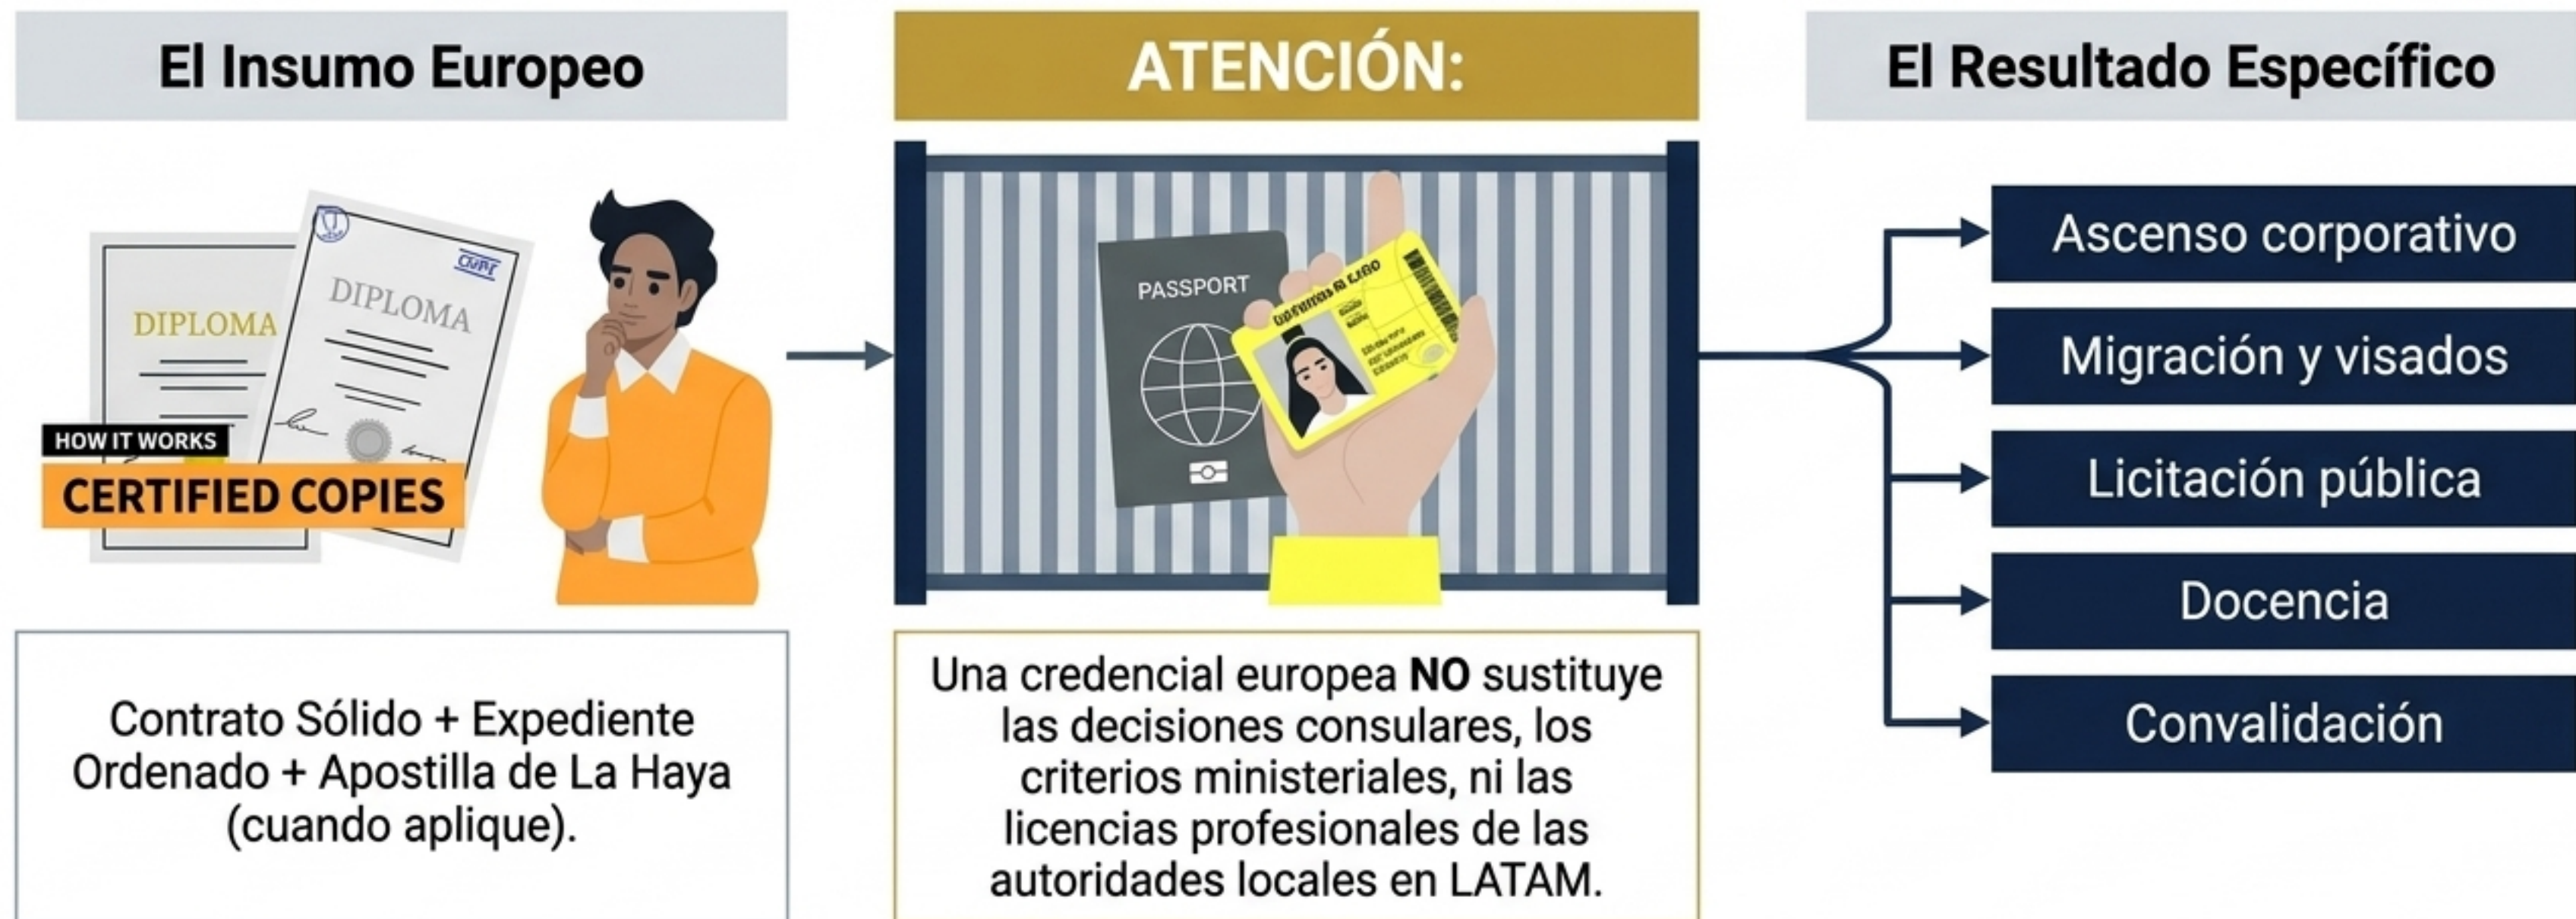 El Insumo Europeo
DIPLOMA
DIPLOMA
HOW IT WORKS
CERTIFIED COPIES
Contrato Sólido + Expediente
Ordenado + Apostilla de La Haya
(cuando aplique).
ATENCIÓN:
PASSPORT
Una credencial europea NO sustituye
las decisiones consulares, los
criterios ministeriales, ni las
licencias profesionales de las
autoridades locales en LATAM.
El Resultado Específico
Ascenso corporativo
Migración y visados
Licitación pública
Docencia
Convalidación